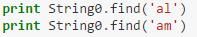 print String0.find('al')
print String0.find('am')